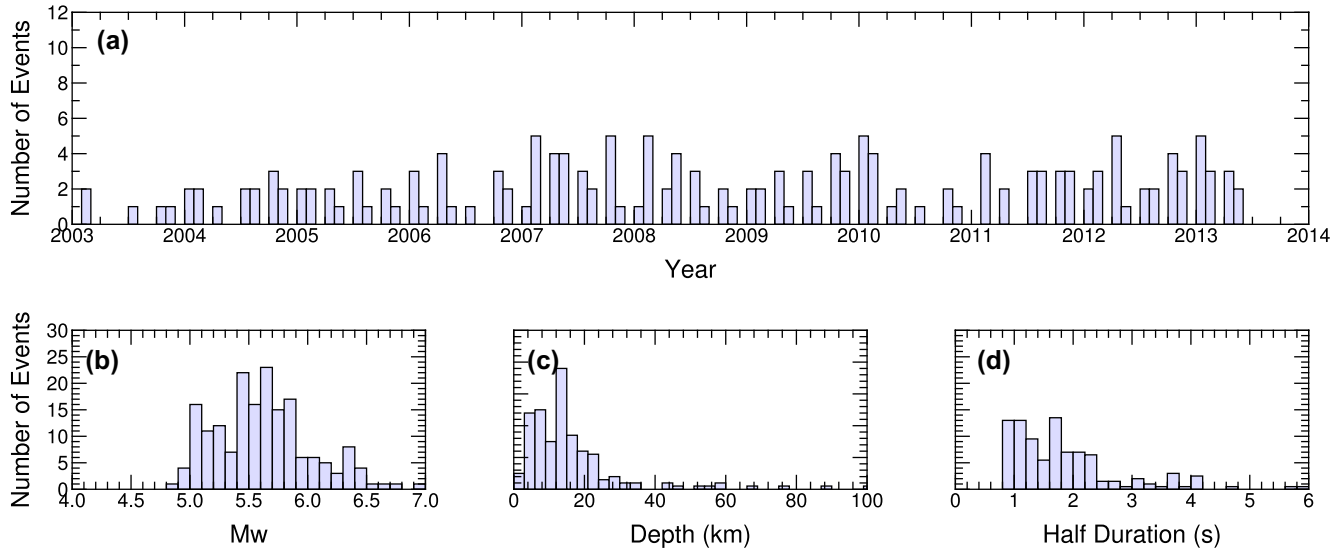 12
(a)
10
8
6
4
2
0
Number of Events
2003 2004 2005 2006 2007 2008 2009 2010 2011 2012 2013 2014
Year
30
25
20
15
10
5
0
Number of Events
(b) (c) (d)
4.0 4.5 5.0 5.5 6.0 6.5 7.0
0 20 40 60 80 100
0 1 2 3 4 5 6
Mw Depth (km) Half Duration (s)